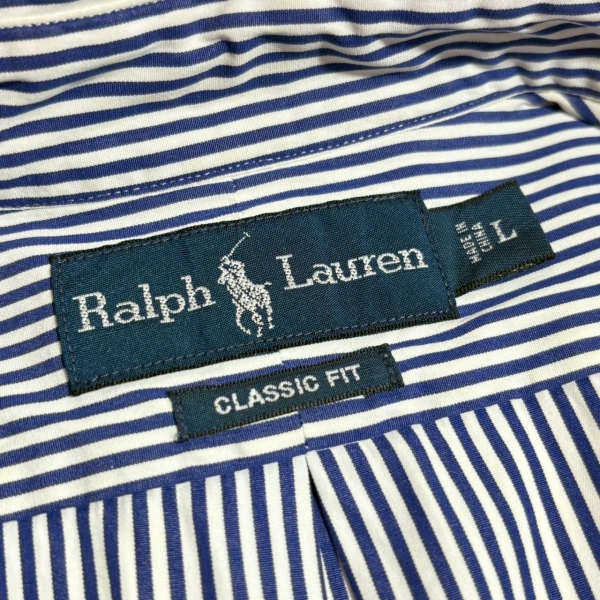 Ralph Lauren
MADE IN
CHINA
L
CLASSIC FIT